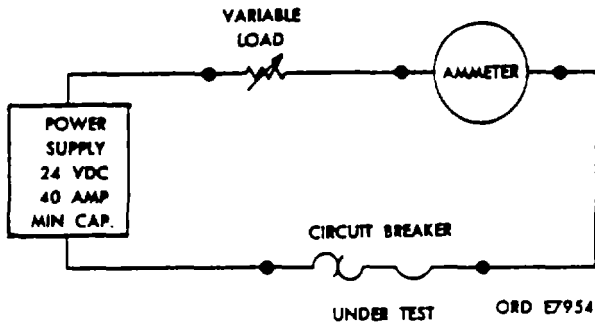 VARIABLE
LOAD
AMMETER
POWER
SUPPLY
24 VDC
40 AMP
MIN CAP.
CIRCUIT BREAKER
UNDER TEST
ORD E7954